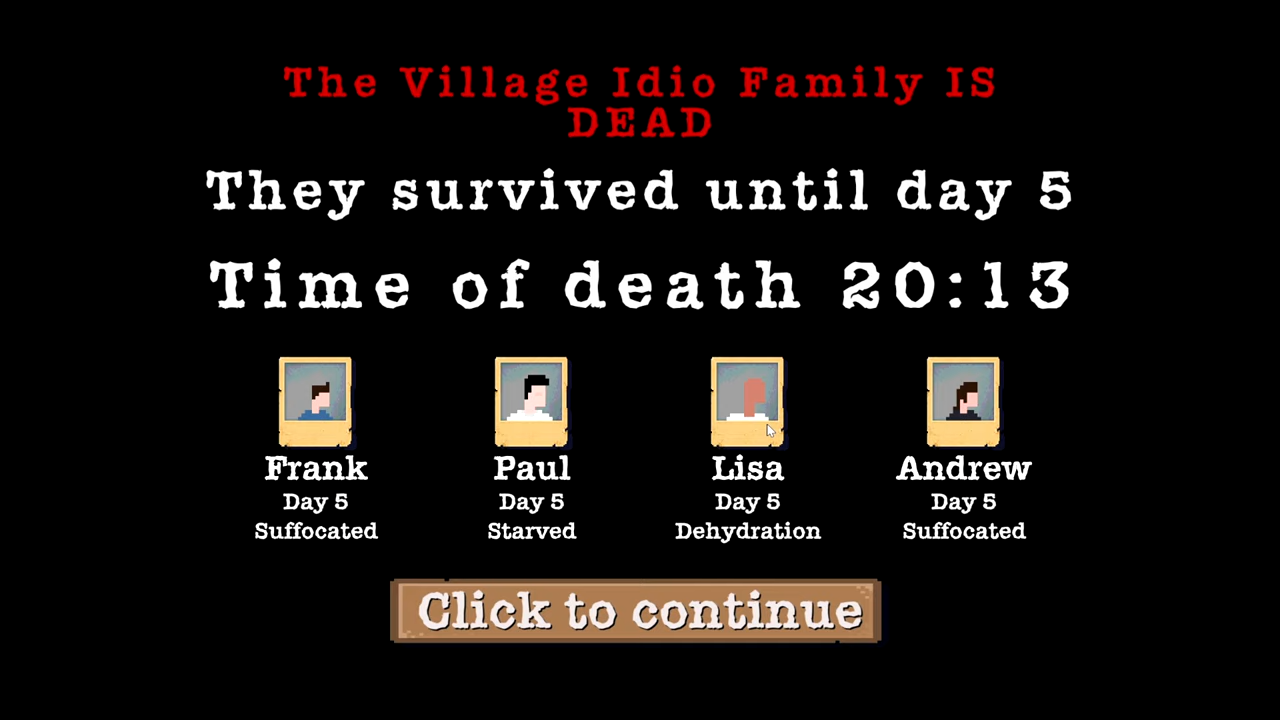 The Village Idio Family IS
DEAD
They survived until day 5
Time of death 20:13
Frank Paul Lisa Andrew
Day 5 Day 5 Day 5 Day 5
Suffocated Starved Dehydration Suffocated
Click to continue